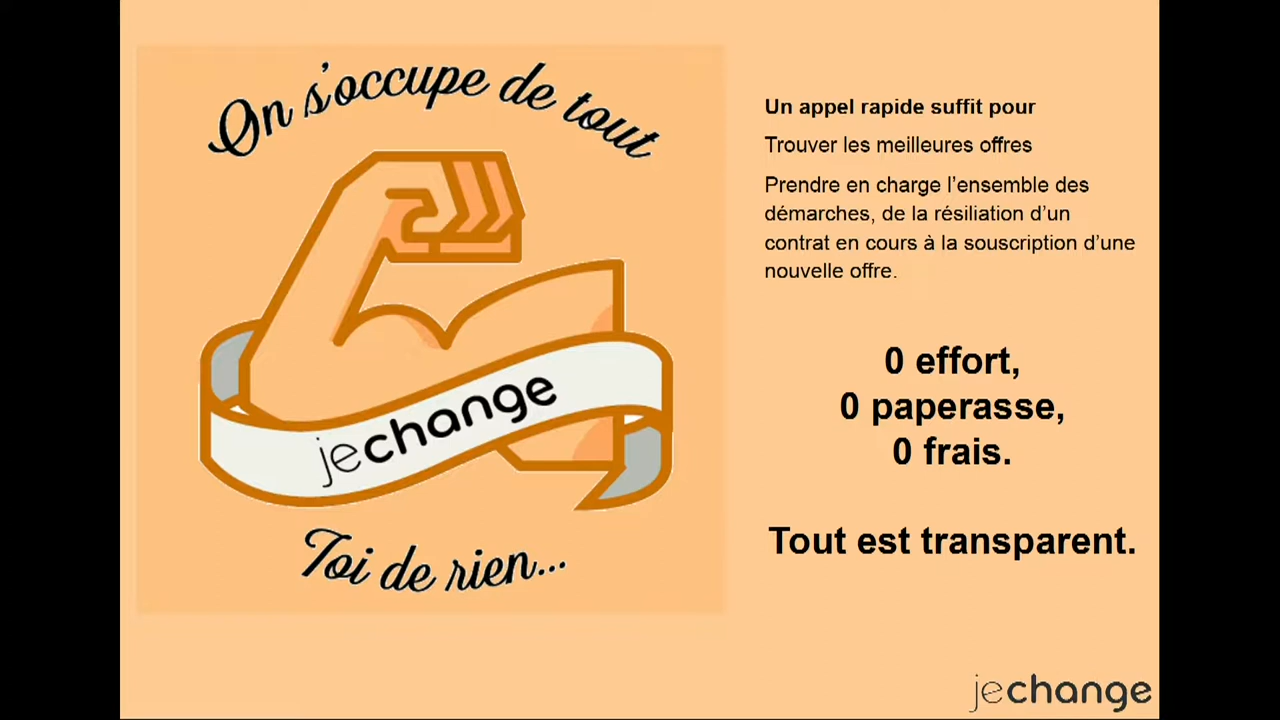 On s'occupe de tout
jechange
Toi de rien...
Un appel rapide suffit pour
Trouver les meilleures offres
Prendre en charge l’ensemble des
démarches, de la résiliation d’un
contrat en cours à la souscription d’une
nouvelle offre.
0 effort,
0 paperasse,
0 frais.
Tout est transparent.
jechange